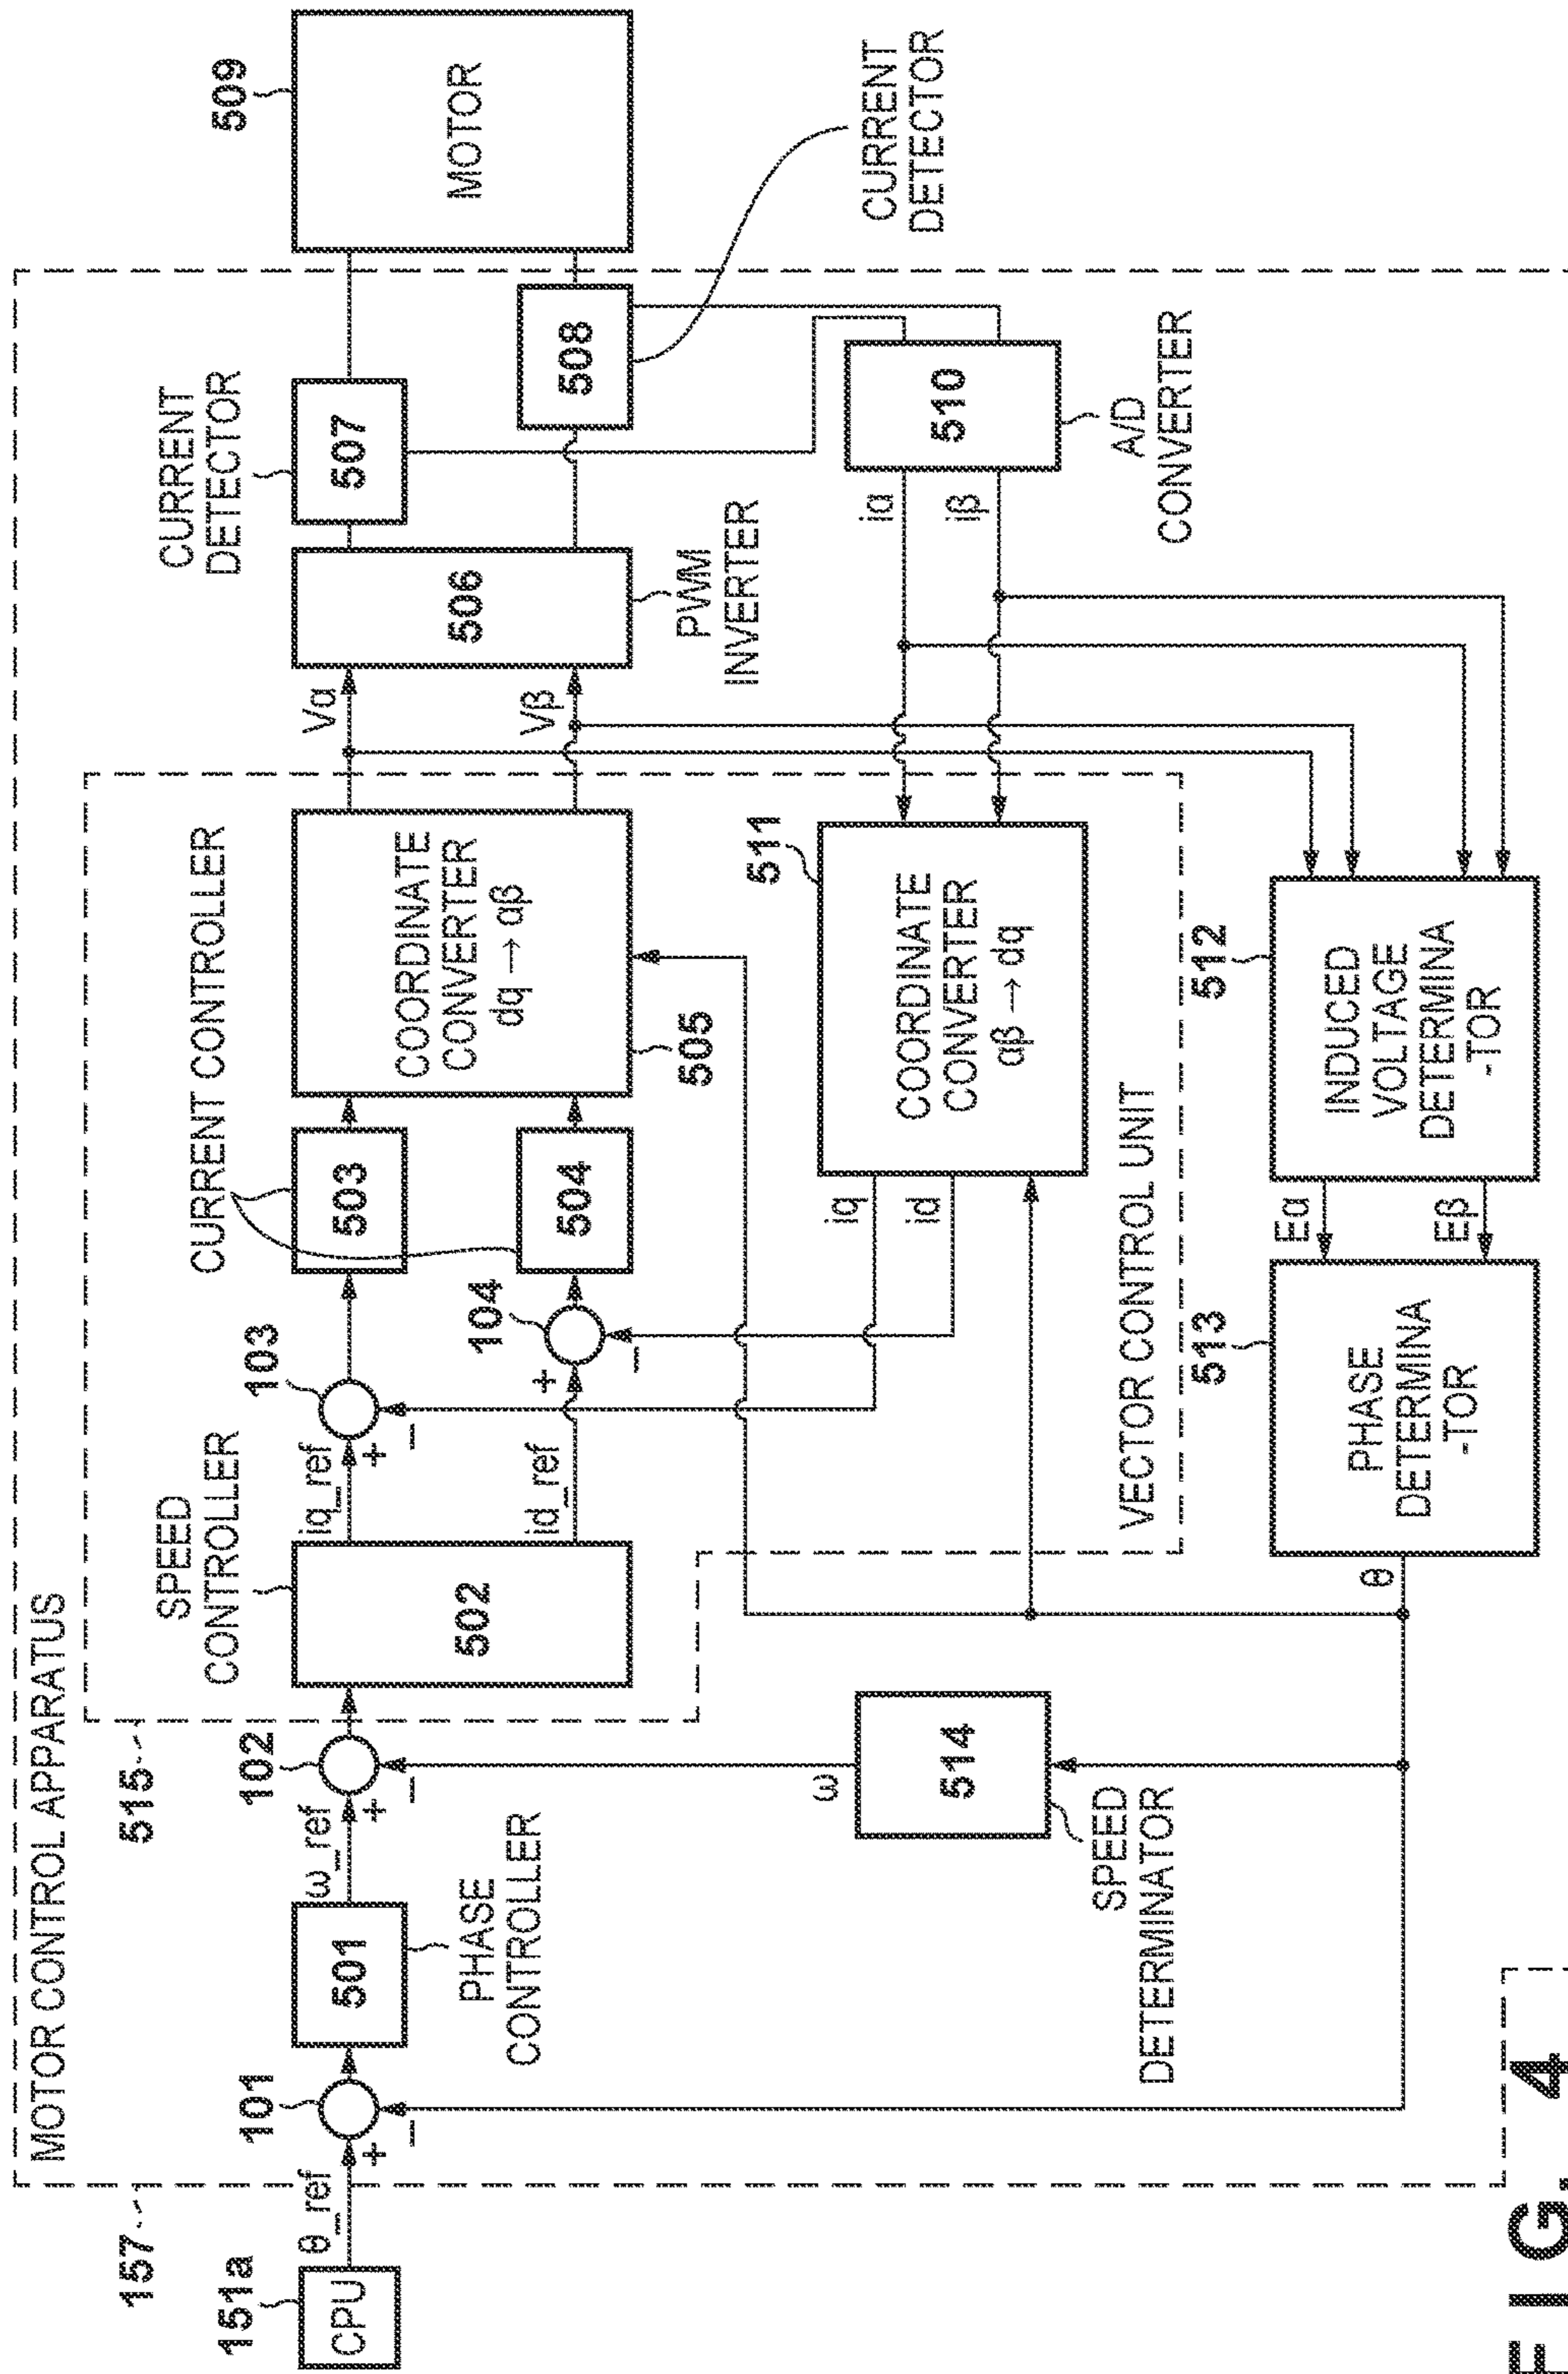 MOTOR CONTROL APPARATUS
157
151a
CPU
θ_ref
101
+
−
501
PHASE
CONTROLLER
ω_ref
102
+
−
515
SPEED
CONTROLLER
502
iq_ref
id_ref
103
+
−
104
+
−
CURRENT CONTROLLER
503
504
COORDINATE
CONVERTER
dq → αβ
505
Vα
Vβ
506
PWM
INVERTER
CURRENT
DETECTOR
507
508
CURRENT
DETECTOR
509
MOTOR
510
A/D
CONVERTER
iα
iβ
511
COORDINATE
CONVERTER
αβ → dq
iq
id
VECTOR CONTROL UNIT
512
INDUCED
VOLTAGE
DETERMINA
-TOR
Eα
Eβ
513
PHASE
DETERMINA
-TOR
θ
514
ω
SPEED
DETERMINATOR
FIG. 4